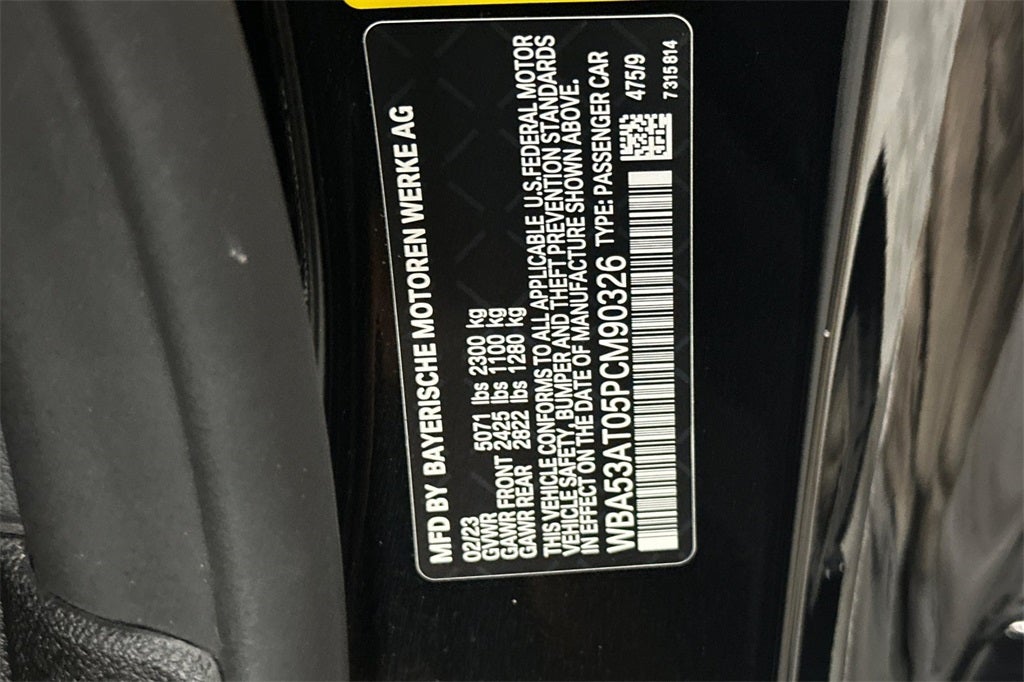 MFD BY BAYERISCHE MOTOREN WERKE AG
02/23
GVWR 5071 lbs 2300 kg
GAWR FRONT 2425 lbs 1100 kg
GAWR REAR 2822 lbs 1280 kg
THIS VEHICLE CONFORMS TO ALL APPLICABLE U.S.FEDERAL MOTOR
VEHICLE SAFETY, BUMPER AND THEFT PREVENTION STANDARDS
IN EFFECT ON THE DATE OF MANUFACTURE SHOWN ABOVE.
WBA53AT05PCM90326 TYPE: PASSENGER CAR
475/9
7315814